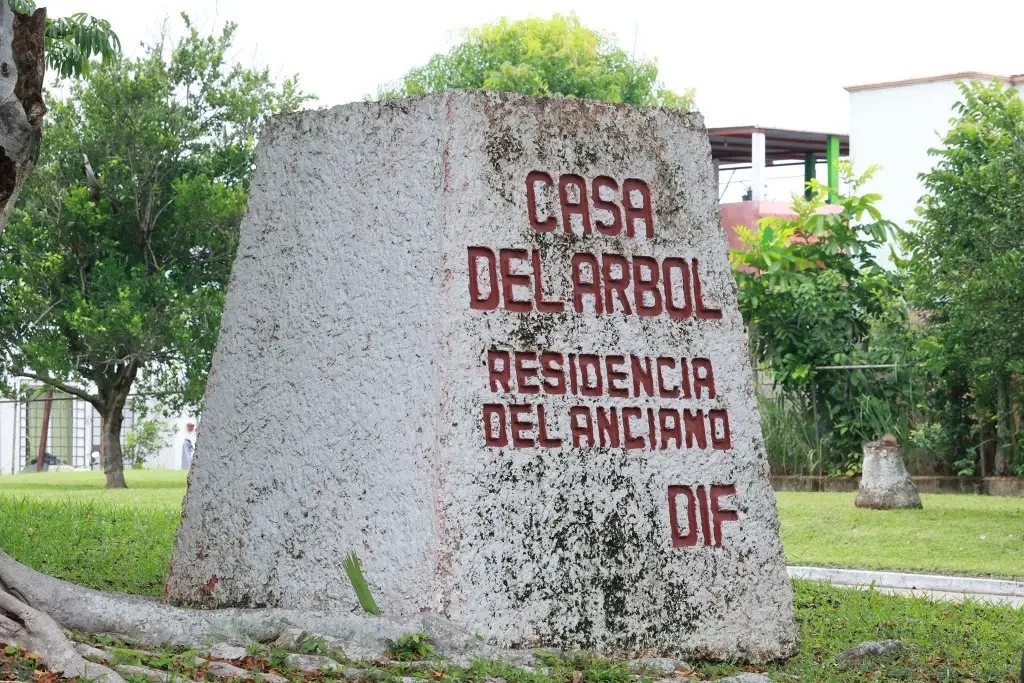 CASA
DEL ARBOL
RESIDENCIA
DEL ANCIANO
DIF